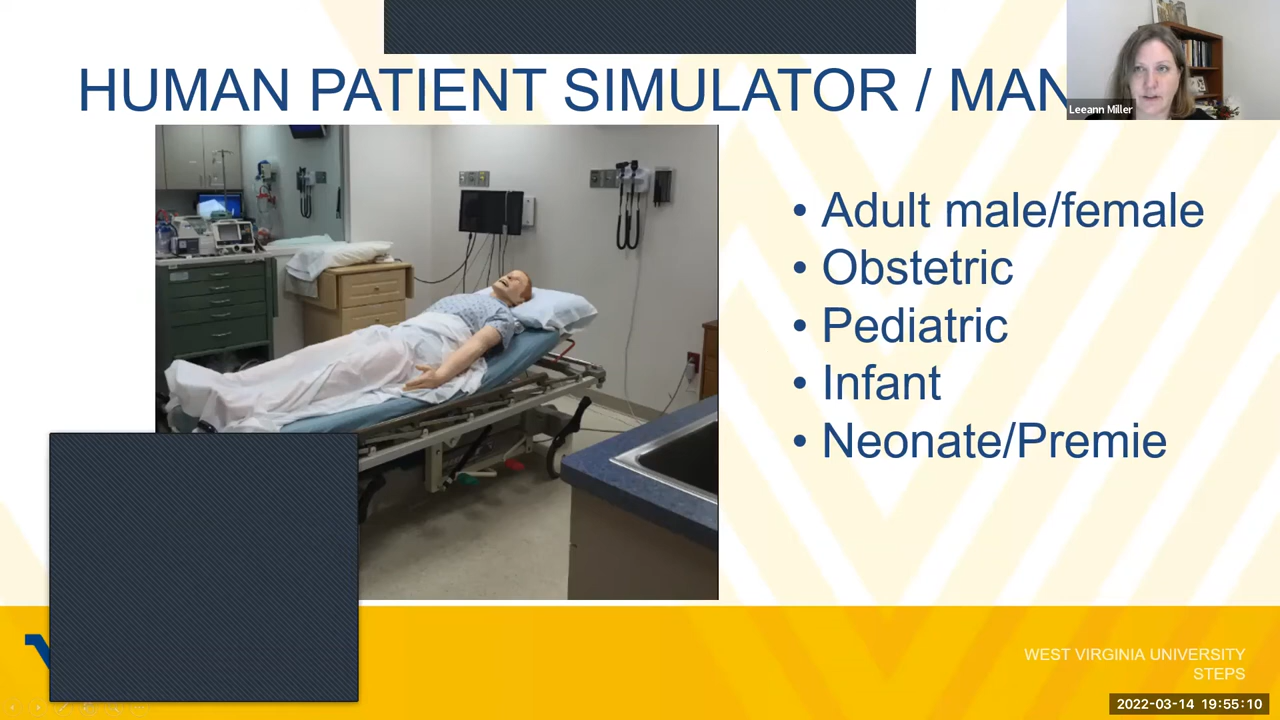 HUMAN PATIENT SIMULATOR / MAN
Leeann Miller
• Adult male/female
• Obstetric
• Pediatric
• Infant
• Neonate/Premie
WEST VIRGINIA UNIVERSITY
STEPS
2022-03-14 19:55:10